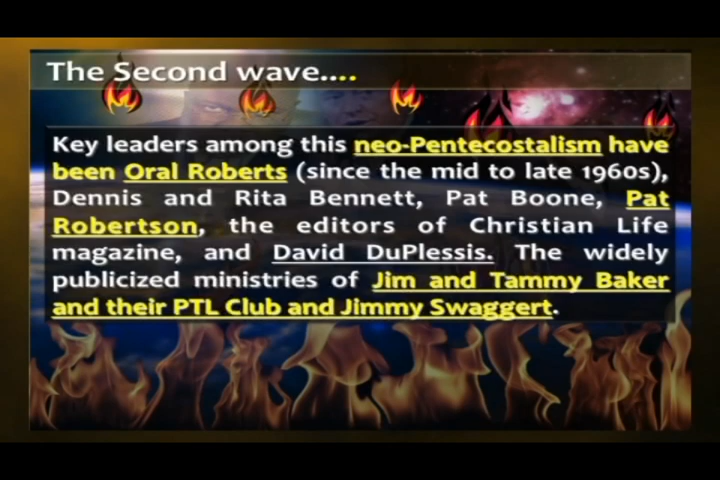 The Second wave....
Key leaders among this neo-Pentecostalism have
been Oral Roberts (since the mid to late 1960s),
Dennis and Rita Bennett, Pat Boone, Pat
Robertson, the editors of Christian Life
magazine, and David DuPlessis. The widely
publicized ministries of Jim and Tammy Baker
and their PTL Club and Jimmy Swaggert.